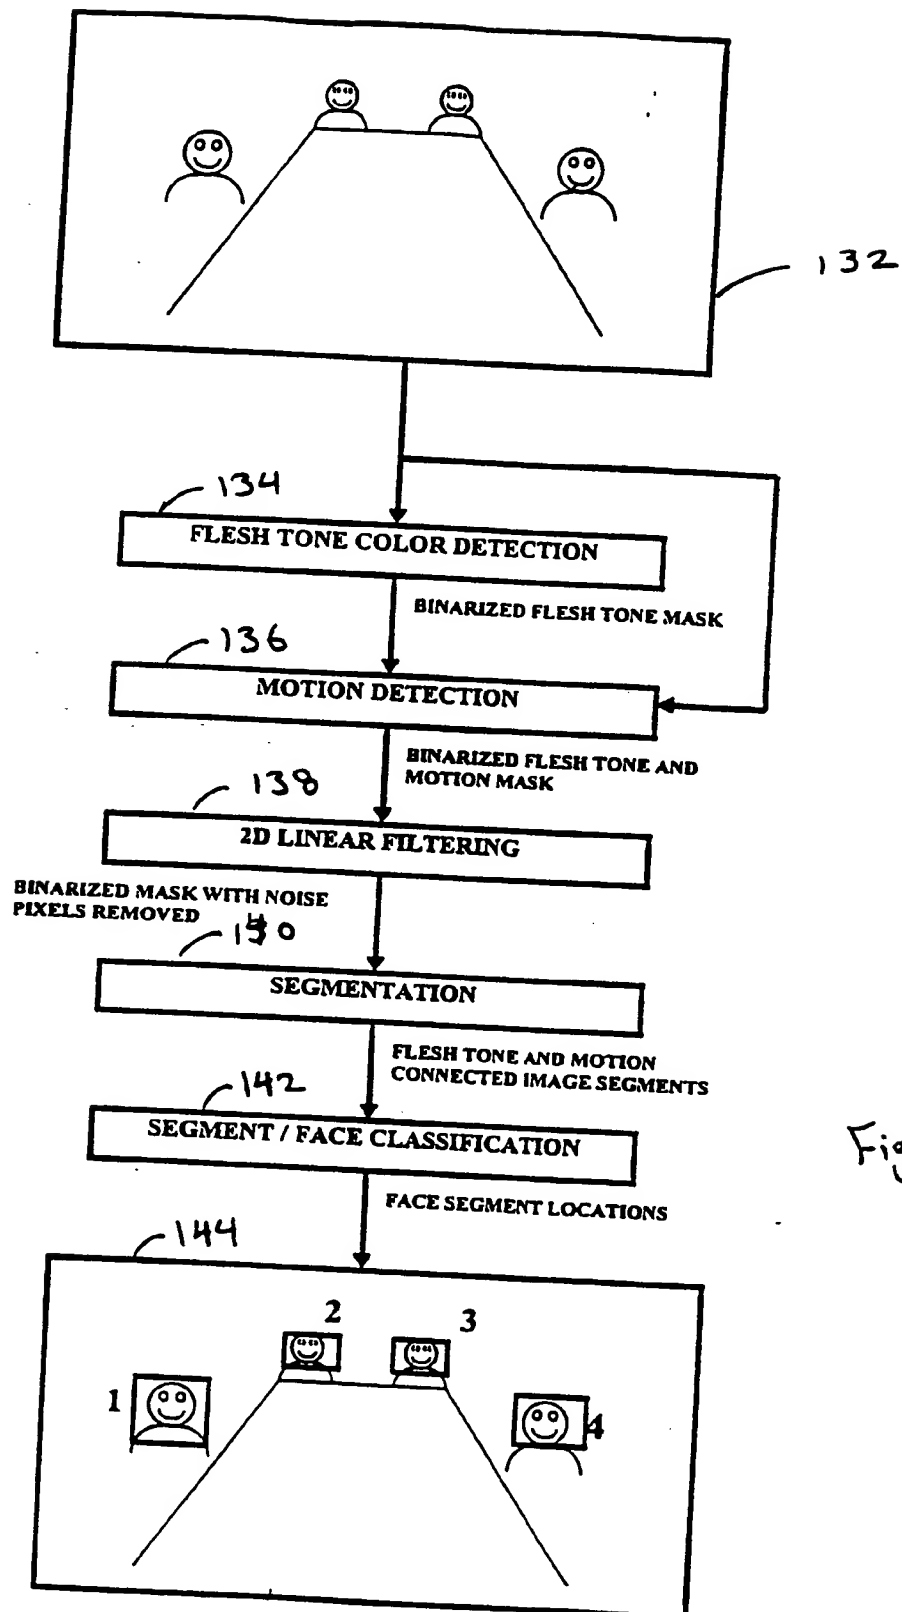 132
134
FLESH TONE COLOR DETECTION
BINARIZED FLESH TONE MASK
136
MOTION DETECTION
BINARIZED FLESH TONE AND
MOTION MASK
138
2D LINEAR FILTERING
BINARIZED MASK WITH NOISE
PIXELS REMOVED
140
SEGMENTATION
FLESH TONE AND MOTION
CONNECTED IMAGE SEGMENTS
142
SEGMENT / FACE CLASSIFICATION
Fig
FACE SEGMENT LOCATIONS
144
2
3
1
4